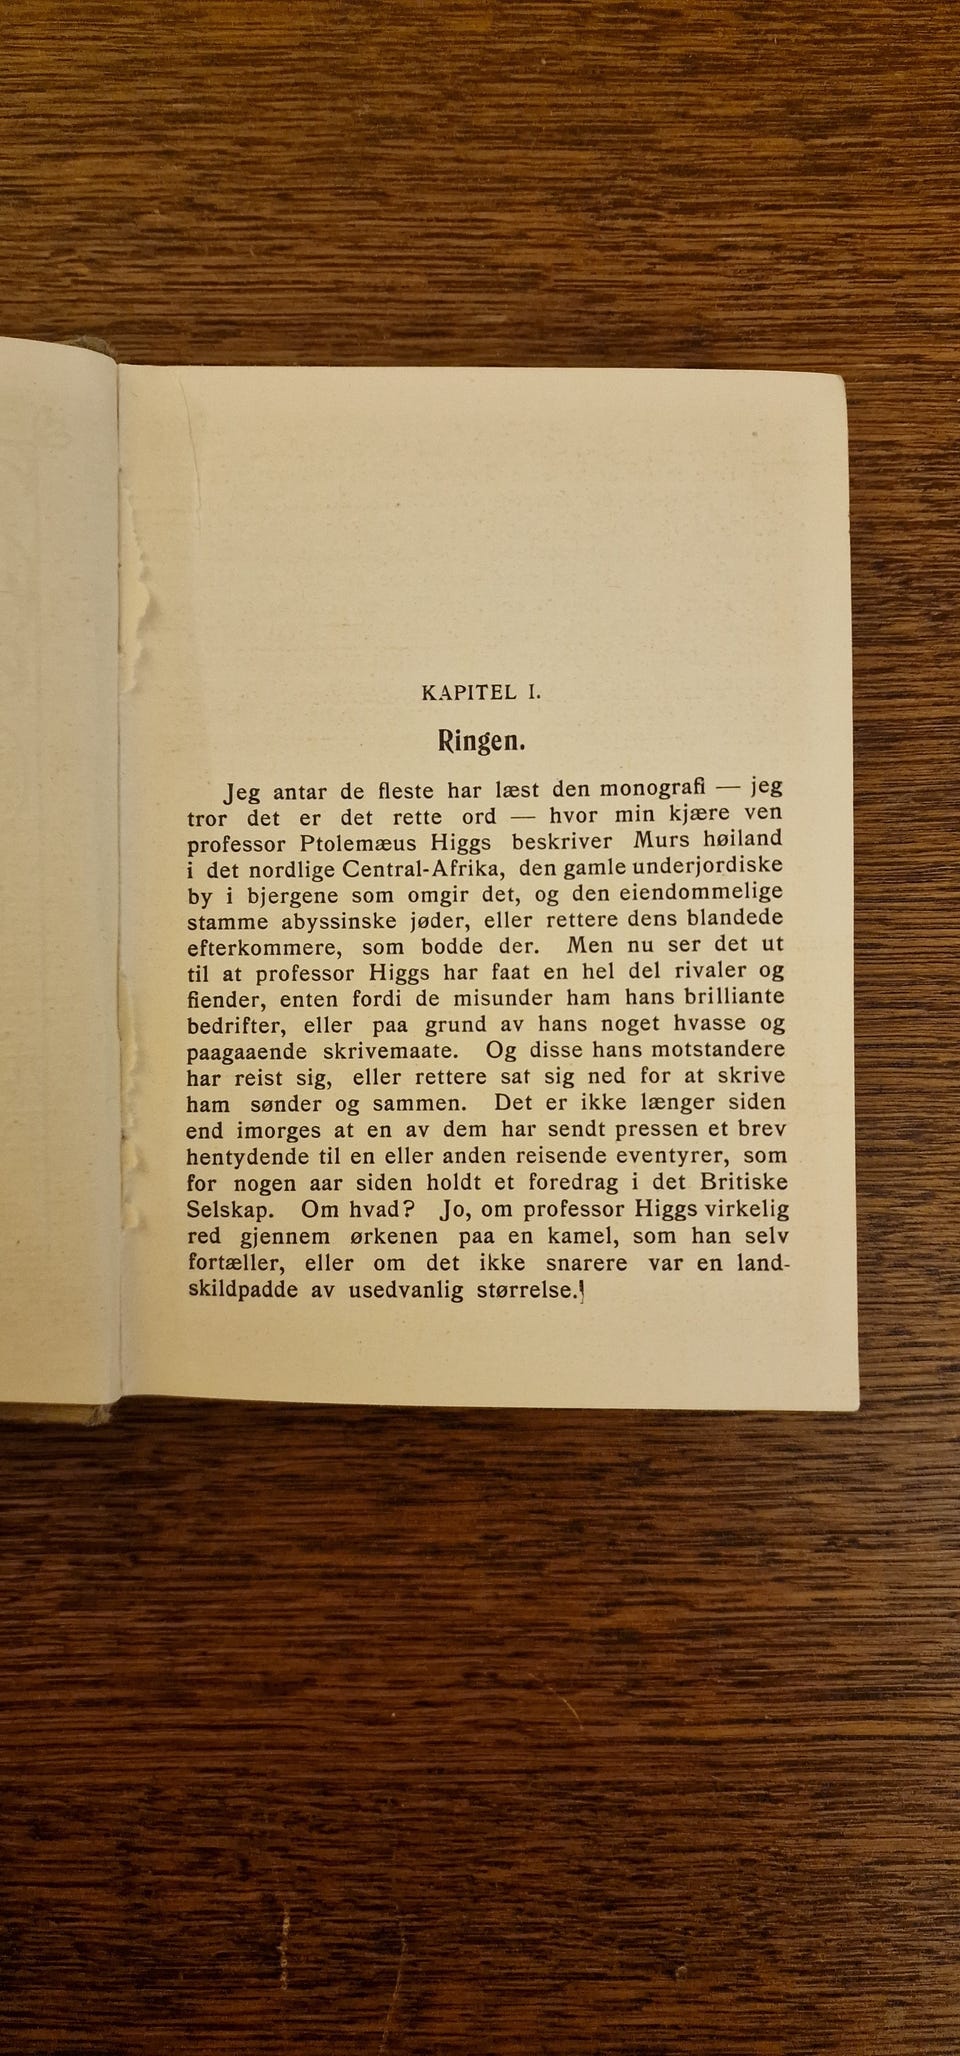 KAPITEL I.
Ringen.
Jeg antar de fleste har læst den monografi — jeg
tror det er det rette ord — hvor min kjære ven
professor Ptolemæus Higgs beskriver Murs høiland
i det nordlige Central-Afrika, den gamle underjordiske
by i bjergene som omgir det, og den eiendommelige
stamme abyssinske jøder, eller rettere dens blandede
efterkommere, som bodde der. Men nu ser det ut
til at professor Higgs har faat en hel del rivaler og
fiender, enten fordi de misunder ham hans brilliante
bedrifter, eller paa grund av hans noget hvasse og
paagaaende skrivemaate. Og disse hans motstandere
har reist sig, eller rettere sat sig ned for at skrive
ham sønder og sammen. Det er ikke længer siden
end imorges at en av dem har sendt pressen et brev
hentydende til en eller anden reisende eventyrer, som
for nogen aar siden holdt et foredrag i det Britiske
Selskap. Om hvad? Jo, om professor Higgs virkelig
red gjennem ørkenen paa en kamel, som han selv
fortæller, eller om det ikke snarere var en land-
skildpadde av usedvanlig størrelse.